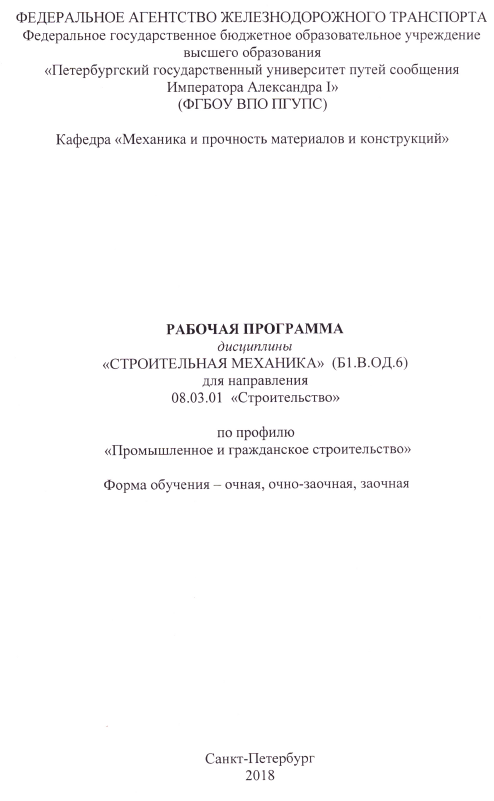 ФЕДЕРАЛЬНОЕ АГЕНТСТВО ЖЕЛЕЗНОДОРОЖНОГО ТРАНСПОРТА
Федеральное государственное бюджетное образовательное учреждение
высшего образования
«Петербургский государственный университет путей сообщения
Императора Александра I»
(ФГБОУ ВПО ПГУПС)
Кафедра «Механика и прочность материалов и конструкций»
РАБОЧАЯ ПРОГРАММА
дисциплины
«СТРОИТЕЛЬНАЯ МЕХАНИКА» (Б1.В.ОД.6)
для направления
08.03.01 «Строительство»
по профилю
«Промышленное и гражданское строительство»
Форма обучения – очная, очно-заочная, заочная
Санкт-Петербург
2018